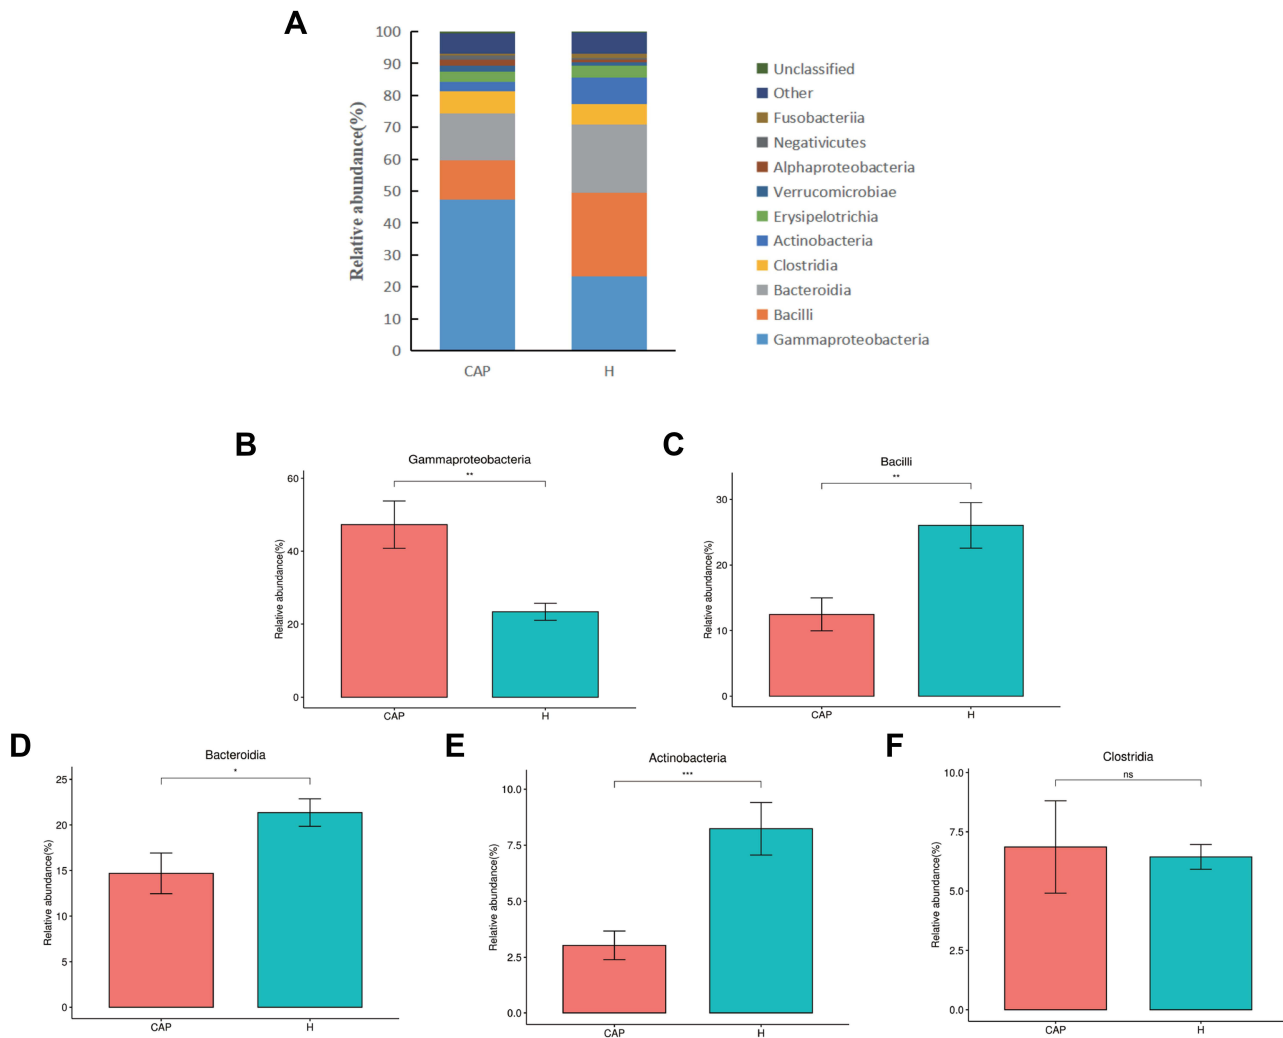 A
Relative abundance(%)
100
90
80
70
60
50
40
30
20
10
0
CAP
H
Unclassified
Other
Fusobacteriia
Negativicutes
Alphaproteobacteria
Verrucomicrobiae
Erysipelotrichia
Actinobacteria
Clostridia
Bacteroidia
Bacilli
Gammaproteobacteria
B
Gammaproteobacteria
**
Relative abundance(%)
60
40
20
0
CAP
H
C
Bacilli
**
Relative abundance(%)
30
20
10
0
CAP
H
D
Bacteroidia
*
Relative abundance(%)
25
20
15
10
5
0
CAP
H
E
Actinobacteria
***
Relative abundance(%)
10.0
7.5
5.0
2.5
0.0
CAP
H
F
Clostridia
ns
Relative abundance(%)
10.0
7.5
5.0
2.5
0.0
CAP
H